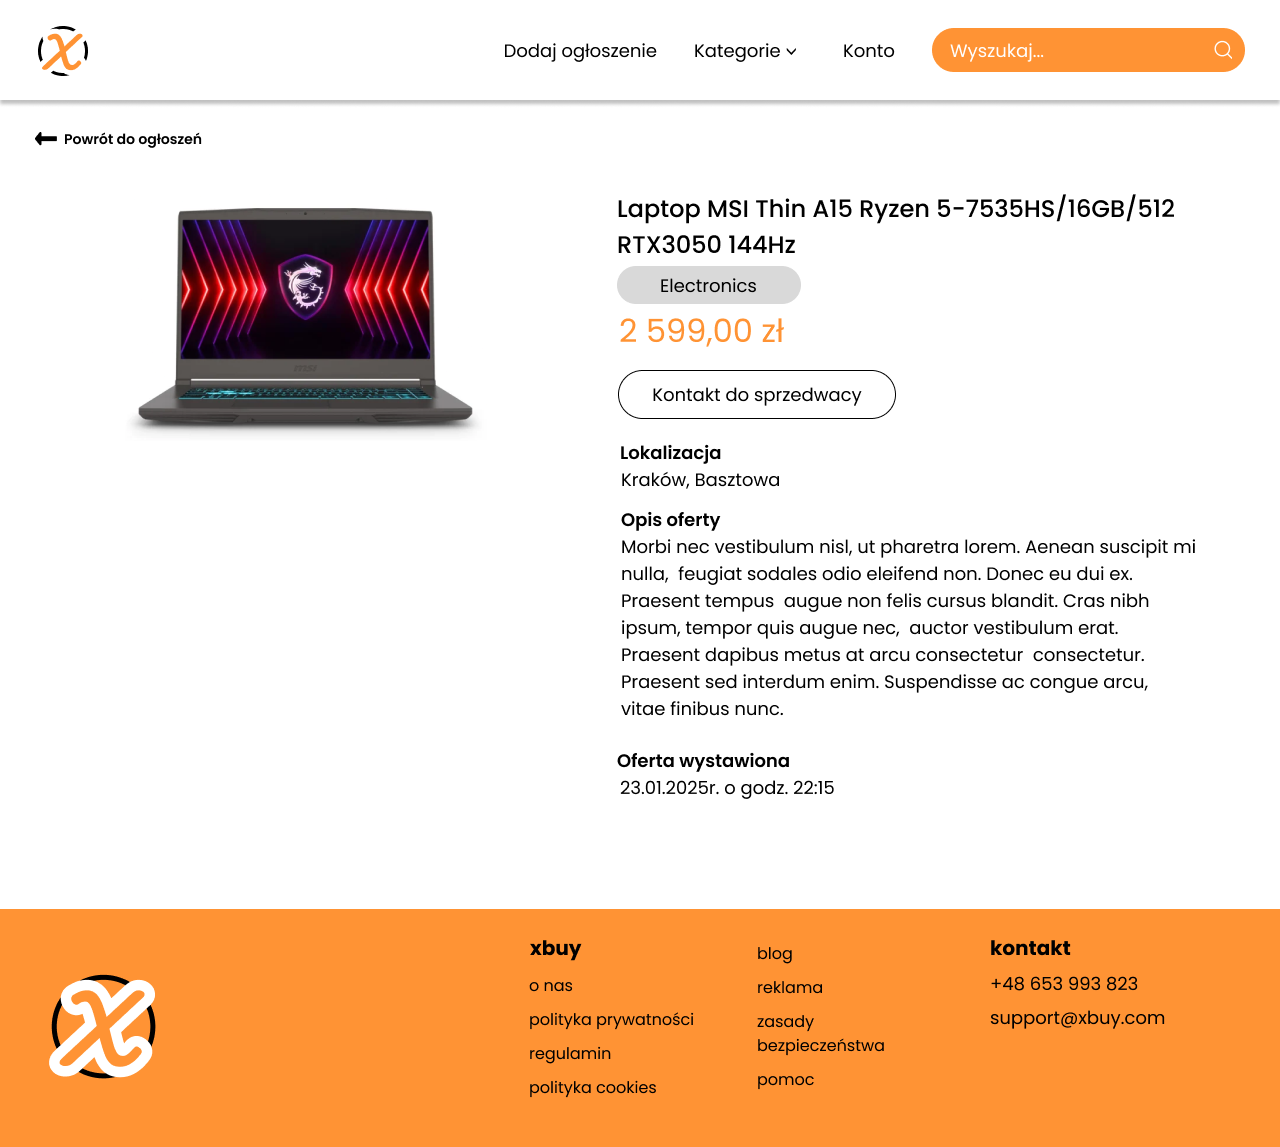 Dodaj ogłoszenie
Kategorie
Konto
Wyszukaj...
Powrót do ogłoszeń
Laptop MSI Thin A15 Ryzen 5-7535HS/16GB/512
RTX3050 144Hz
Electronics
2 599,00 zł
Kontakt do sprzedwacy
Lokalizacja
Kraków, Basztowa
Opis oferty
Morbi nec vestibulum nisl, ut pharetra lorem. Aenean suscipit mi
nulla,  feugiat sodales odio eleifend non. Donec eu dui ex.
Praesent tempus  augue non felis cursus blandit. Cras nibh
ipsum, tempor quis augue nec,  auctor vestibulum erat.
Praesent dapibus metus at arcu consectetur  consectetur.
Praesent sed interdum enim. Suspendisse ac congue arcu,
vitae finibus nunc.
Oferta wystawiona
23.01.2025r. o godz. 22:15
xbuy
o nas
polityka prywatności
regulamin
polityka cookies
blog
reklama
zasady
bezpieczeństwa
pomoc
kontakt
+48 653 993 823
support@xbuy.com